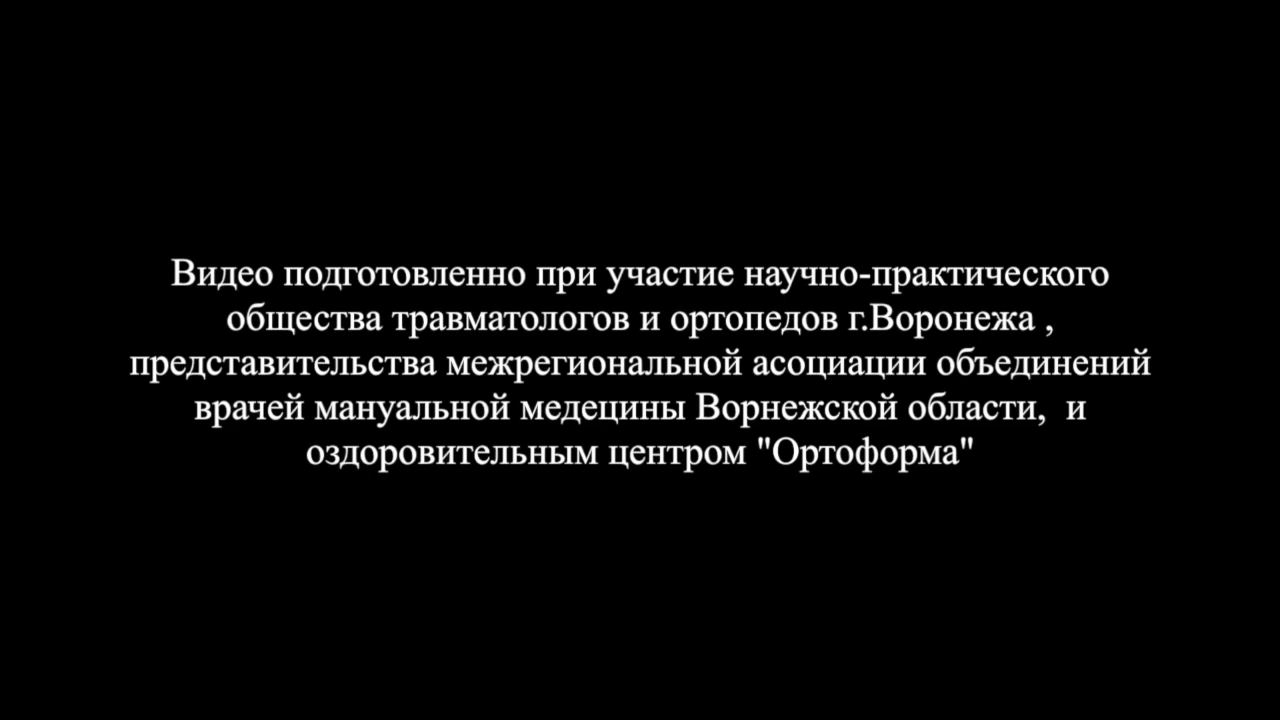 Видео подготовленно при участие научно-практического
общества травматологов и ортопедов г.Воронежа ,
представительства межрегиональной асоциации объединений
врачей мануальной медецины Ворнежской области,  и
оздоровительным центром "Ортоформа"